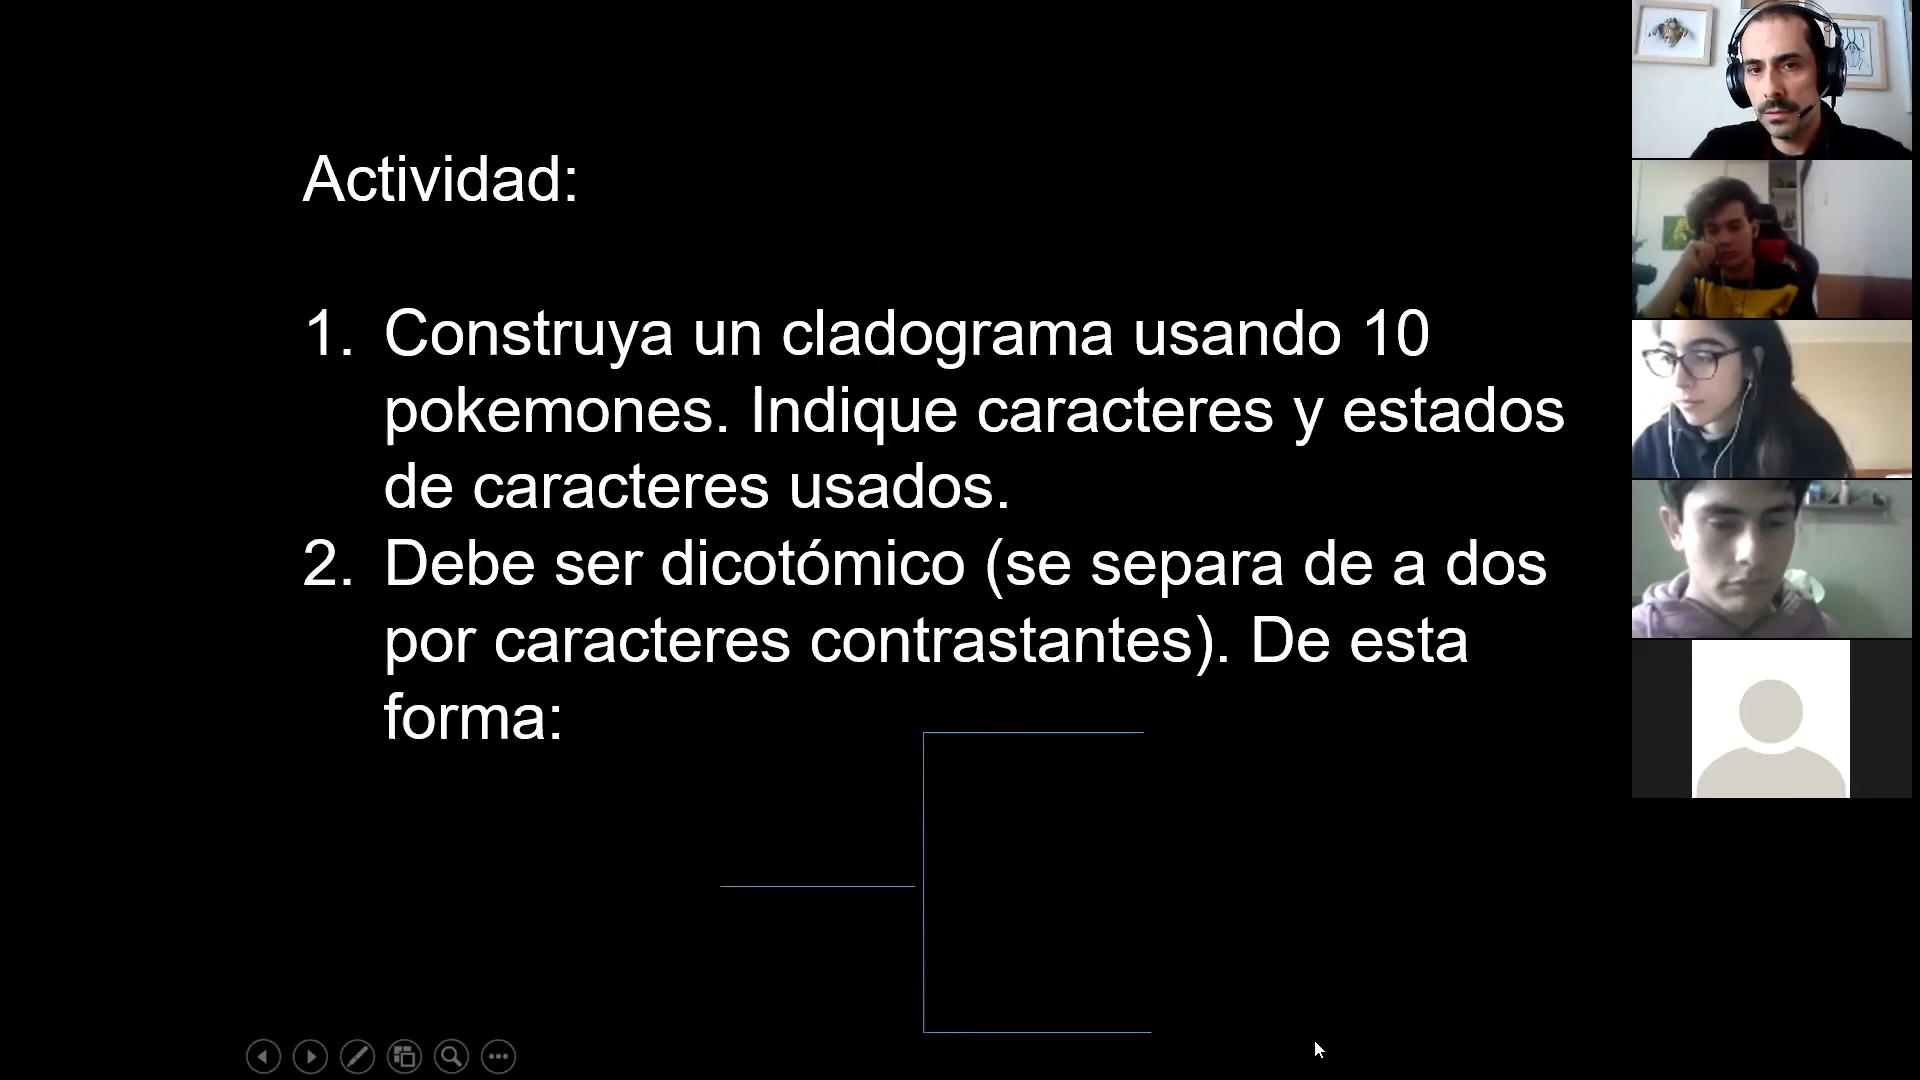 Actividad:
1. Construya un cladograma usando 10
pokemones. Indique caracteres y estados
de caracteres usados.
2. Debe ser dicotómico (se separa de a dos
por caracteres contrastantes). De esta
forma: